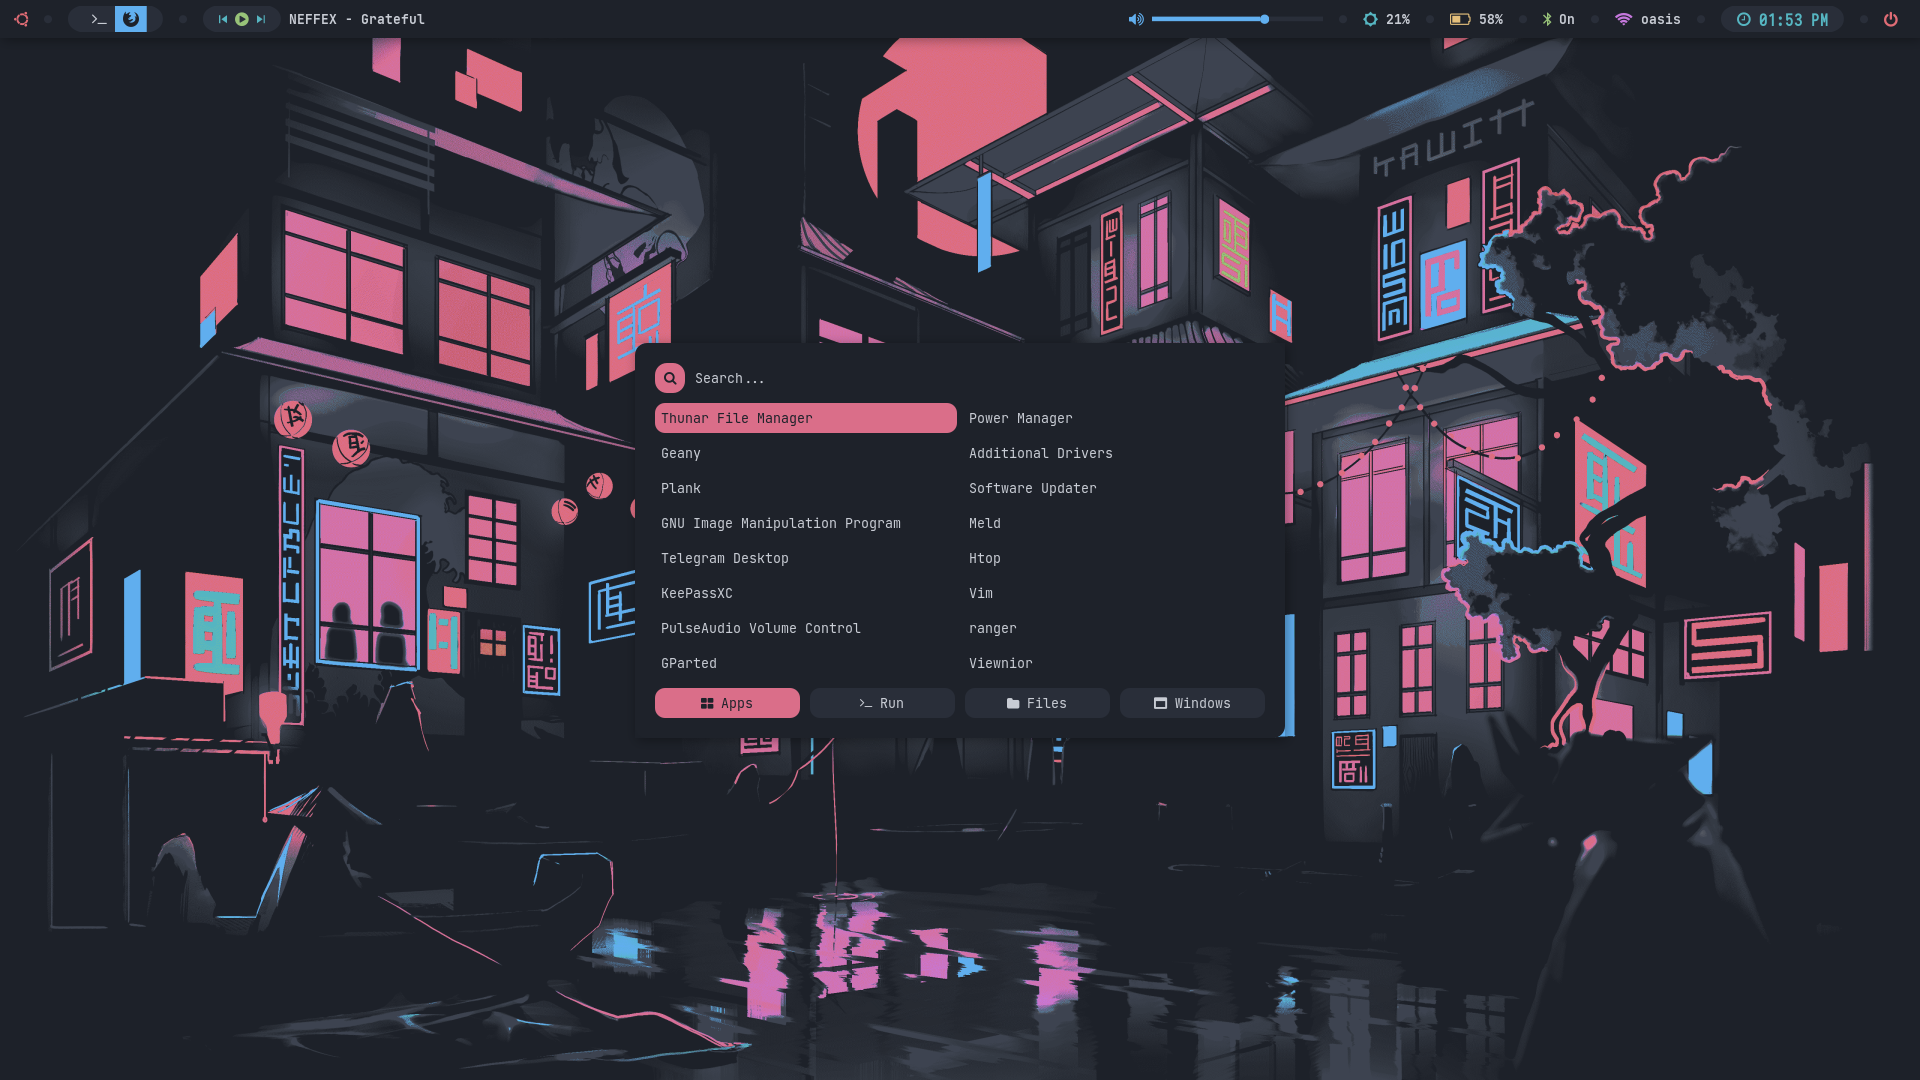 NEFFEX - Grateful
21%
58%
On
oasis
01:53 PM
KAWITT
Search...
Thunar File Manager
Power Manager
Geany
Additional Drivers
Plank
Software Updater
GNU Image Manipulation Program
Meld
Telegram Desktop
Htop
KeePassXC
Vim
PulseAudio Volume Control
ranger
GParted
Viewnior
Apps
Run
Files
Windows